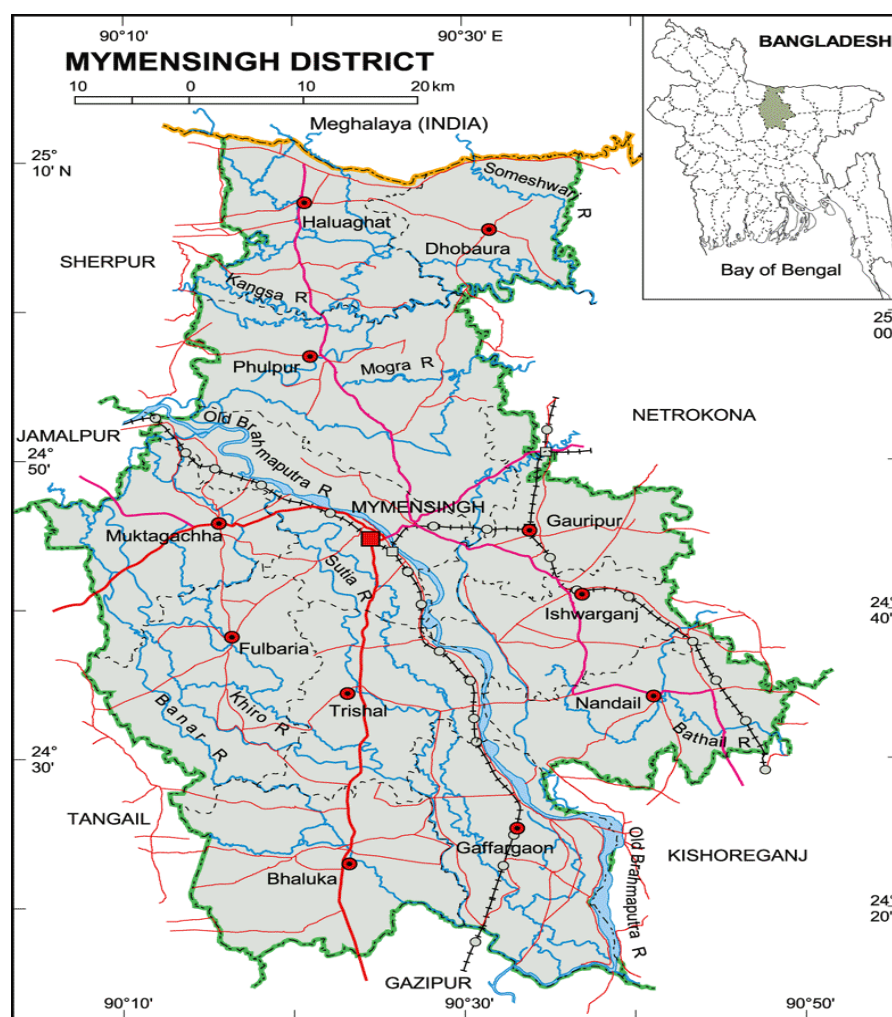 90°10'
90°30' E
MYMENSINGH DISTRICT
BANGLADESH
10 0 10 20 km
Meghalaya (INDIA)
25°
10' N
Someshwari R
Haluaghat
Dhobaura
SHERPUR
Bay of Bengal
Kangsa R
25
00
Phulpur
Mogra R
NETROKONA
Old Brahmaputra R
JAMALPUR
24°
50'
MYMENSINGH
Gauripur
Muktagachha
Sutia R
Ishwarganj
24°
40'
Fulbaria
Trishal
Khiro R
Banar R
Nandail
Bathail R
24°
30'
TANGAIL
Gaffargaon
Old Brahmaputra R
KISHOREGANJ
Bhaluka
24°
20'
GAZIPUR
90°10'
90°30'
90°50'